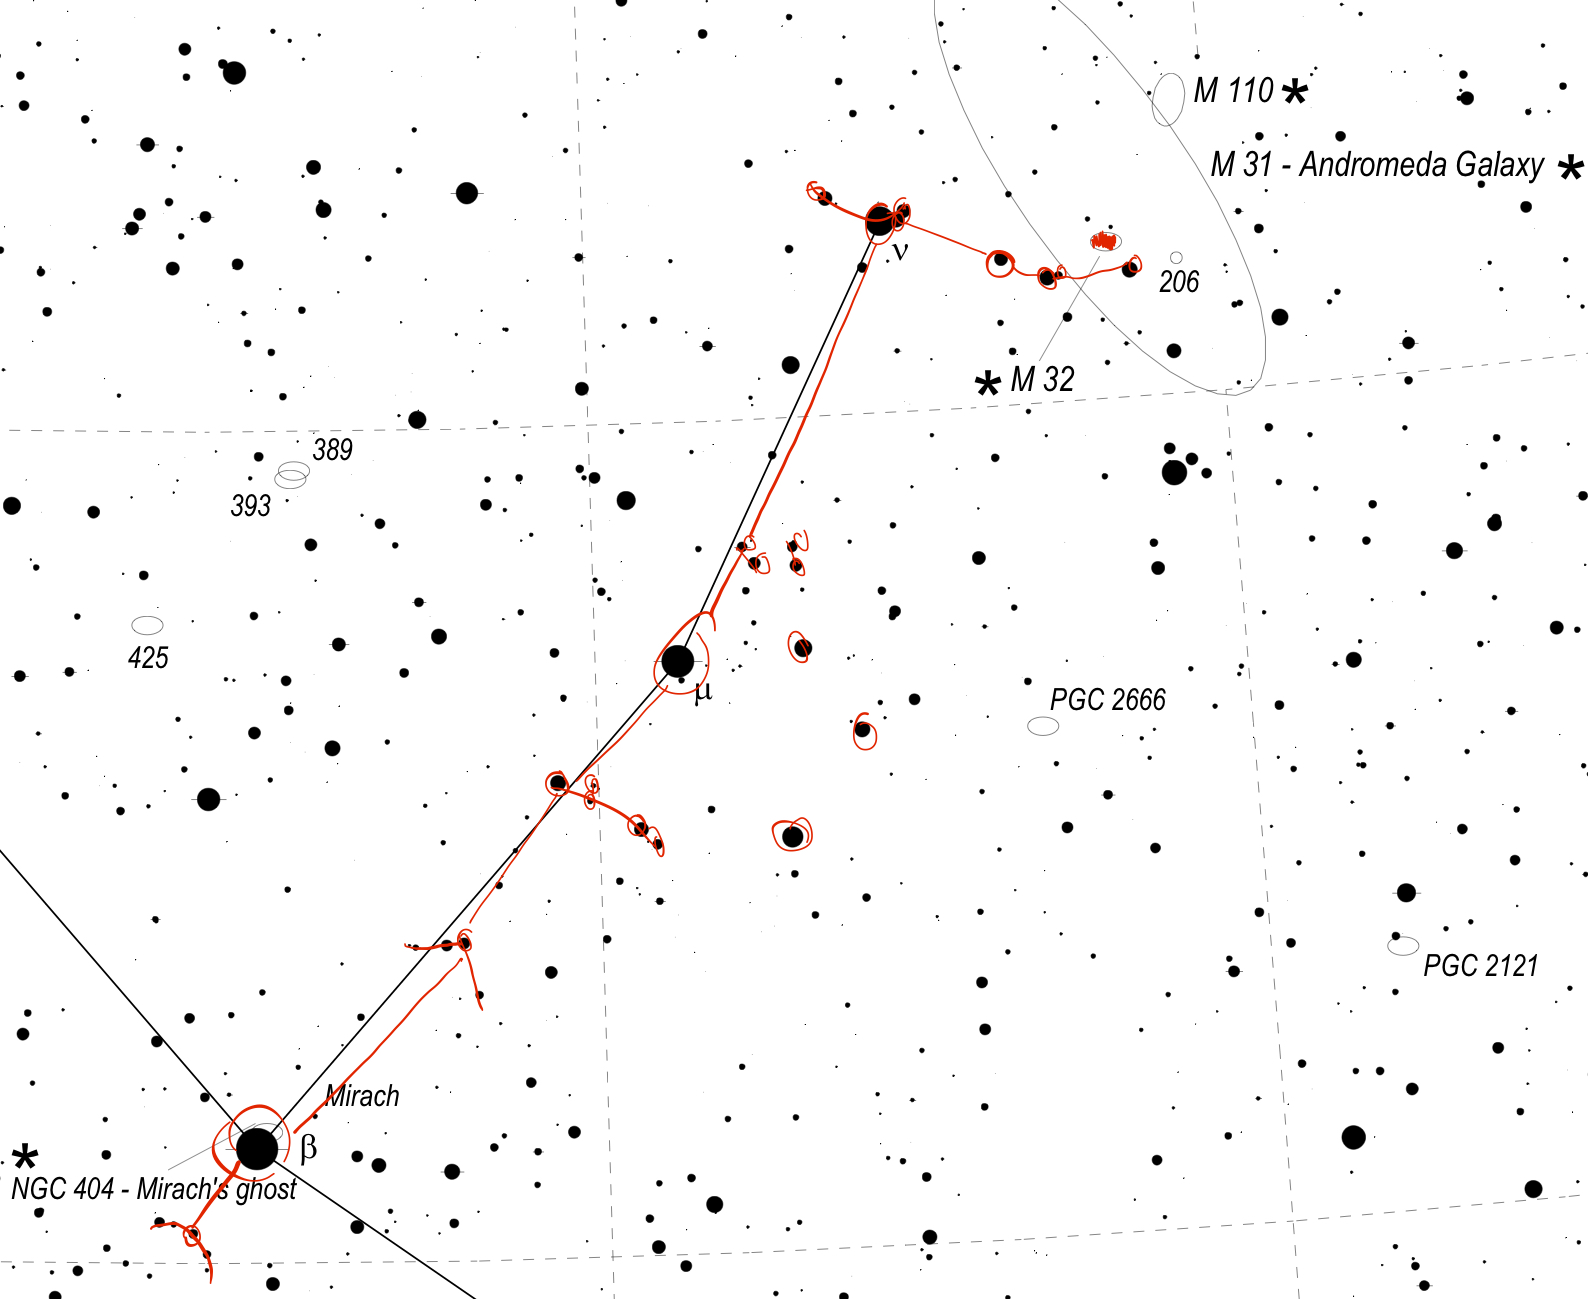 M 110 *
M 31 - Andromeda Galaxy *
ν
206
* M 32
389
393
425
μ
PGC 2666
PGC 2121
Mirach
β
*
NGC 404 - Mirach's ghost